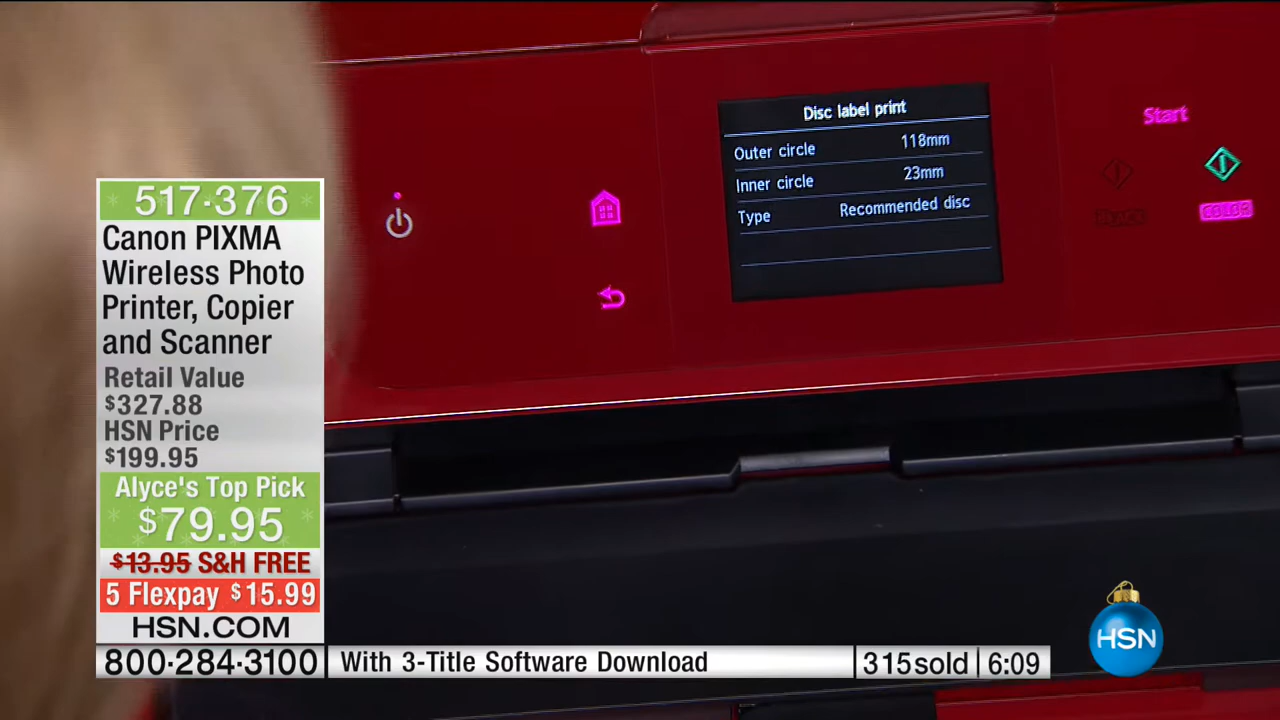 517·376
Canon PIXMA
Wireless Photo
Printer, Copier
and Scanner
Retail Value
$327.88
HSN Price
$199.95
Alyce's Top Pick
$79.95
$13.95 S&H FREE
5 Flexpay $15.99
HSN.COM
800·284·3100
With 3-Title Software Download
315sold
6:09
HSN
Disc label print
Outer circle 118mm
Inner circle 23mm
Type Recommended disc
Start
COLOR